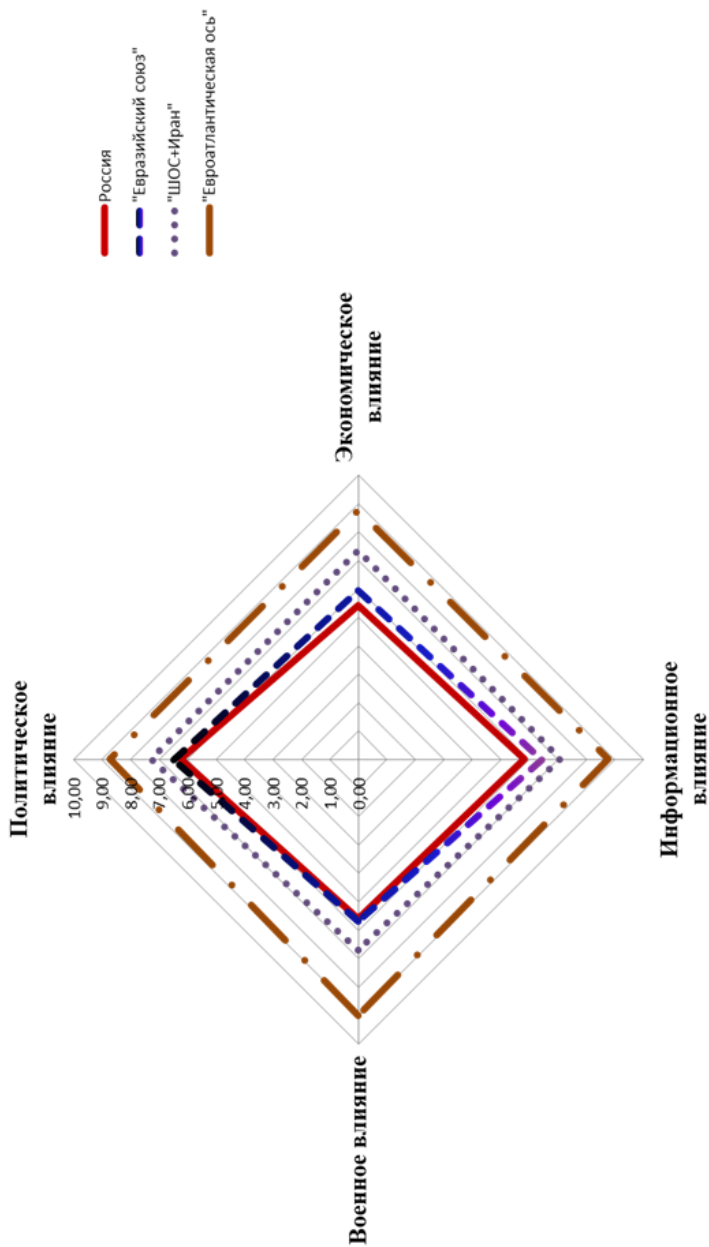 Политическое
влияние
10,00
9,00
8,00
7,00
6,00
5,00
4,00
3,00
2,00
1,00
0,00
Экономическое
влияние
Информационное
влияние
Военное влияние
Россия
"Евразийский союз"
"ШОС+Иран"
"Евроатлантическая ось"